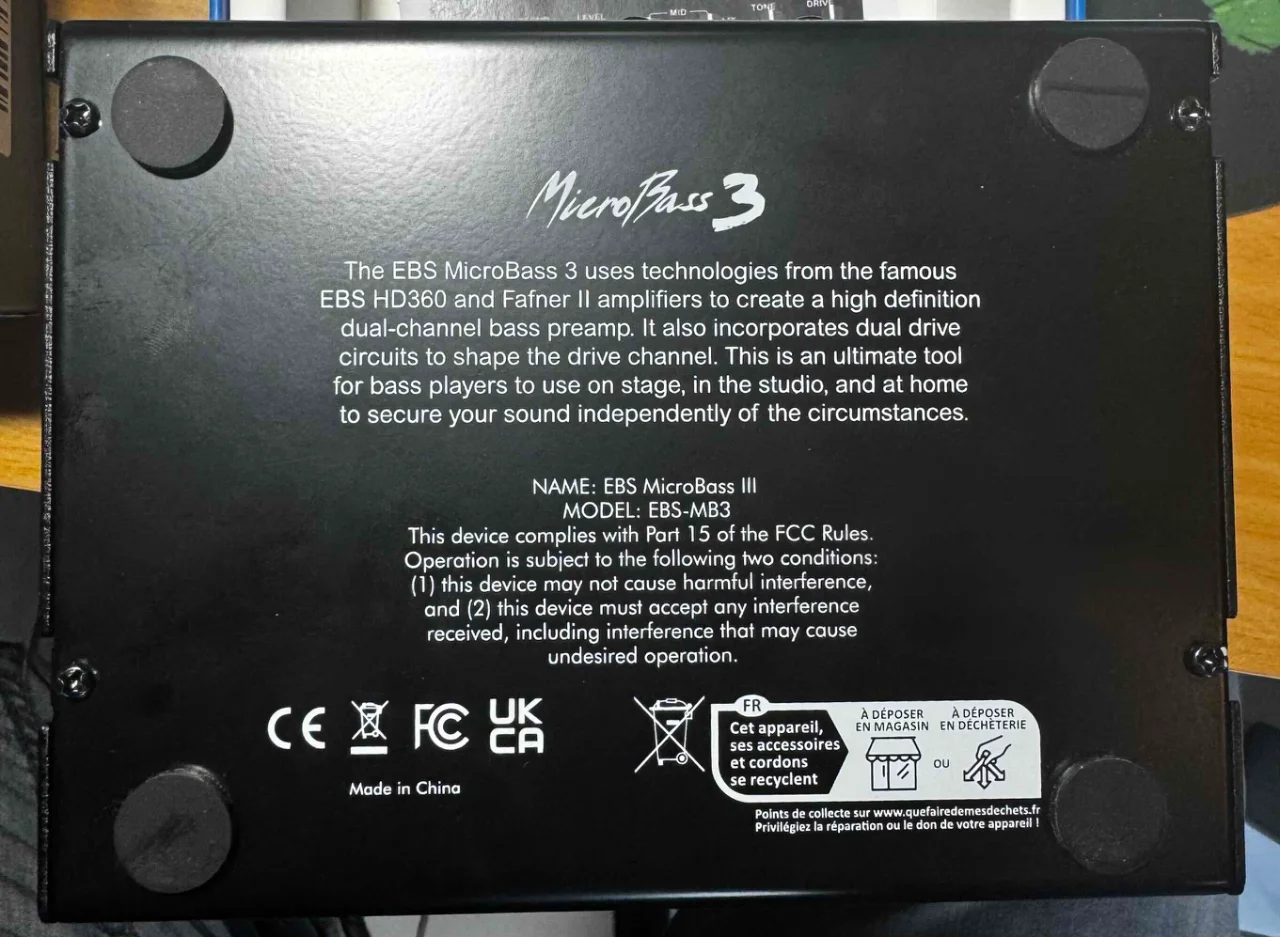 LEVEL
MID
TONE
DRIV
MicroBass 3
The EBS MicroBass 3 uses technologies from the famous
EBS HD360 and Fafner II amplifiers to create a high definition
dual-channel bass preamp. It also incorporates dual drive
circuits to shape the drive channel. This is an ultimate tool
for bass players to use on stage, in the studio, and at home
to secure your sound independently of the circumstances.
NAME: EBS MicroBass III
MODEL: EBS-MB3
This device complies with Part 15 of the FCC Rules.
Operation is subject to the following two conditions:
(1) this device may not cause harmful interference,
and (2) this device must accept any interference
received, including interference that may cause
undesired operation.
CE
FC
UK
CA
Made in China
FR
Cet appareil,
ses accessoires
et cordons
se recyclent
À DÉPOSER
EN MAGASIN
OU
À DÉPOSER
EN DÉCHÈTERIE
Points de collecte sur www.quefairedemesdechets.fr
Privilégiez la réparation ou le don de votre appareil !